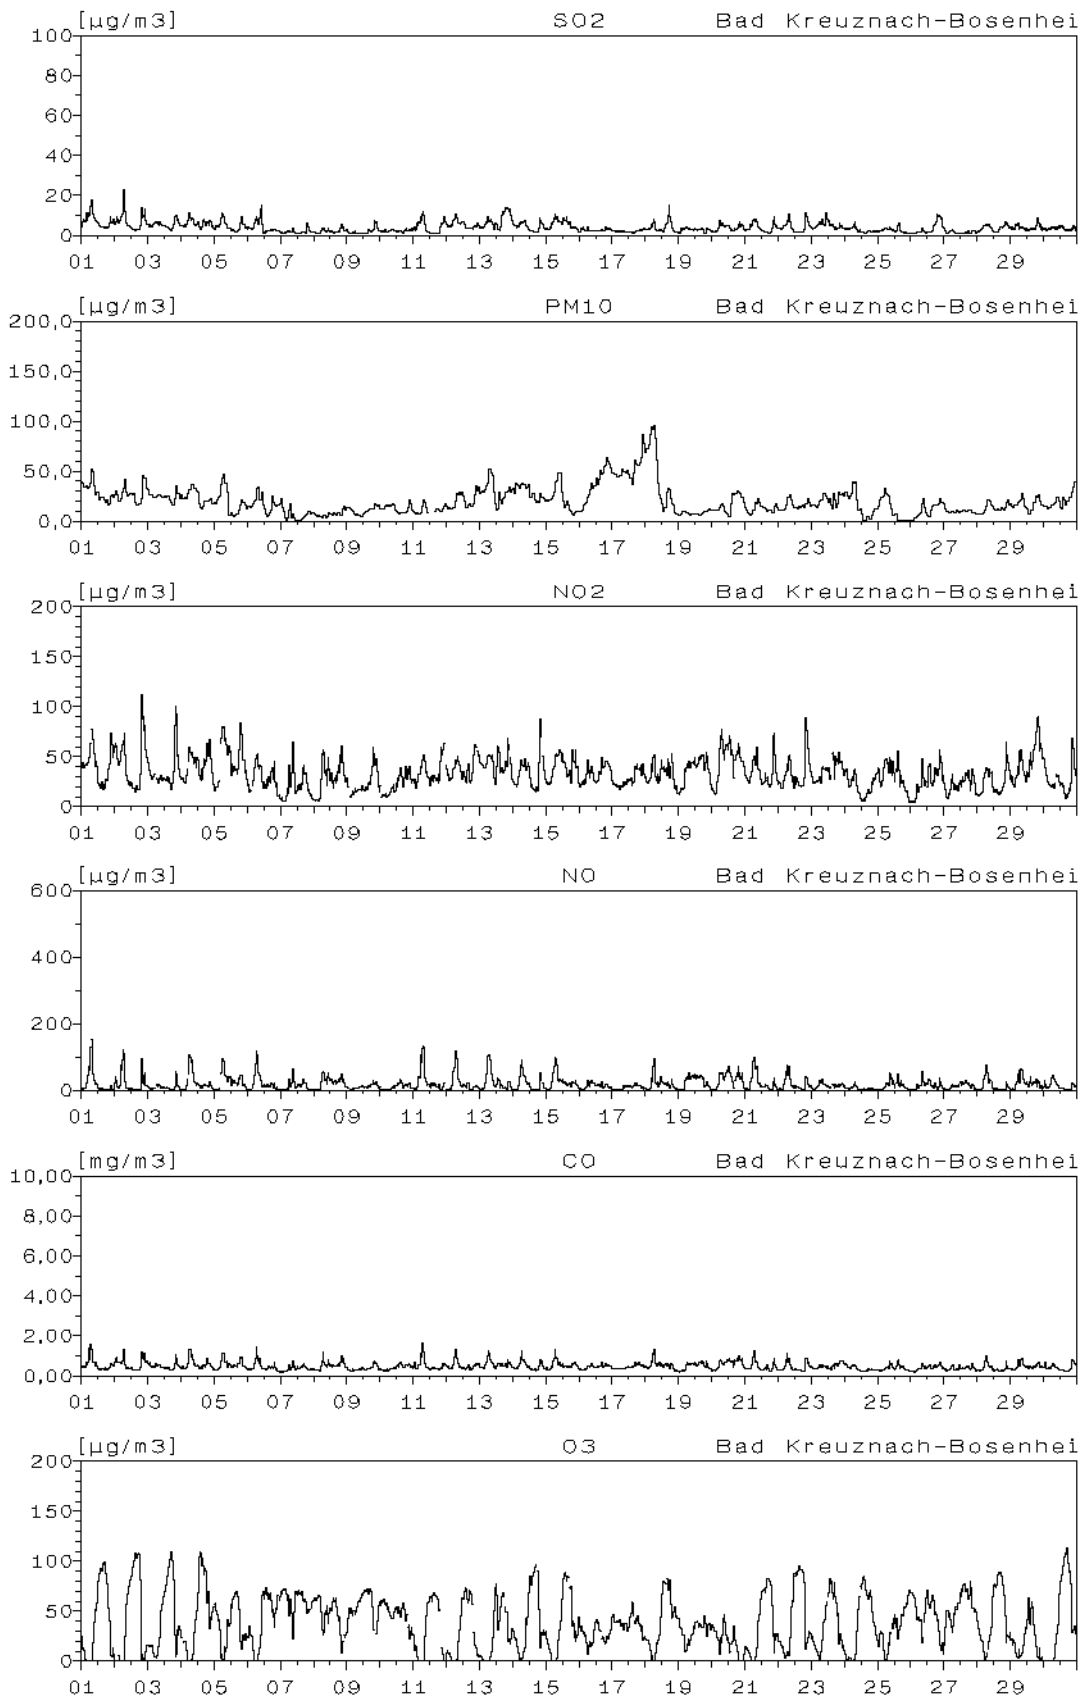 [µg/m3] SO2 Bad Kreuznach-Bosenhei
100
80
60
40
20
0
01 03 05 07 09 11 13 15 17 19 21 23 25 27 29
[µg/m3] PM10 Bad Kreuznach-Bosenhei
200,0
150,0
100,0
50,0
0,0
01 03 05 07 09 11 13 15 17 19 21 23 25 27 29
[µg/m3] NO2 Bad Kreuznach-Bosenhei
200
150
100
50
0
01 03 05 07 09 11 13 15 17 19 21 23 25 27 29
[µg/m3] NO Bad Kreuznach-Bosenhei
600
400
200
0
01 03 05 07 09 11 13 15 17 19 21 23 25 27 29
[mg/m3] CO Bad Kreuznach-Bosenhei
10,00
8,00
6,00
4,00
2,00
0,00
01 03 05 07 09 11 13 15 17 19 21 23 25 27 29
[µg/m3] O3 Bad Kreuznach-Bosenhei
200
150
100
50
0
01 03 05 07 09 11 13 15 17 19 21 23 25 27 29